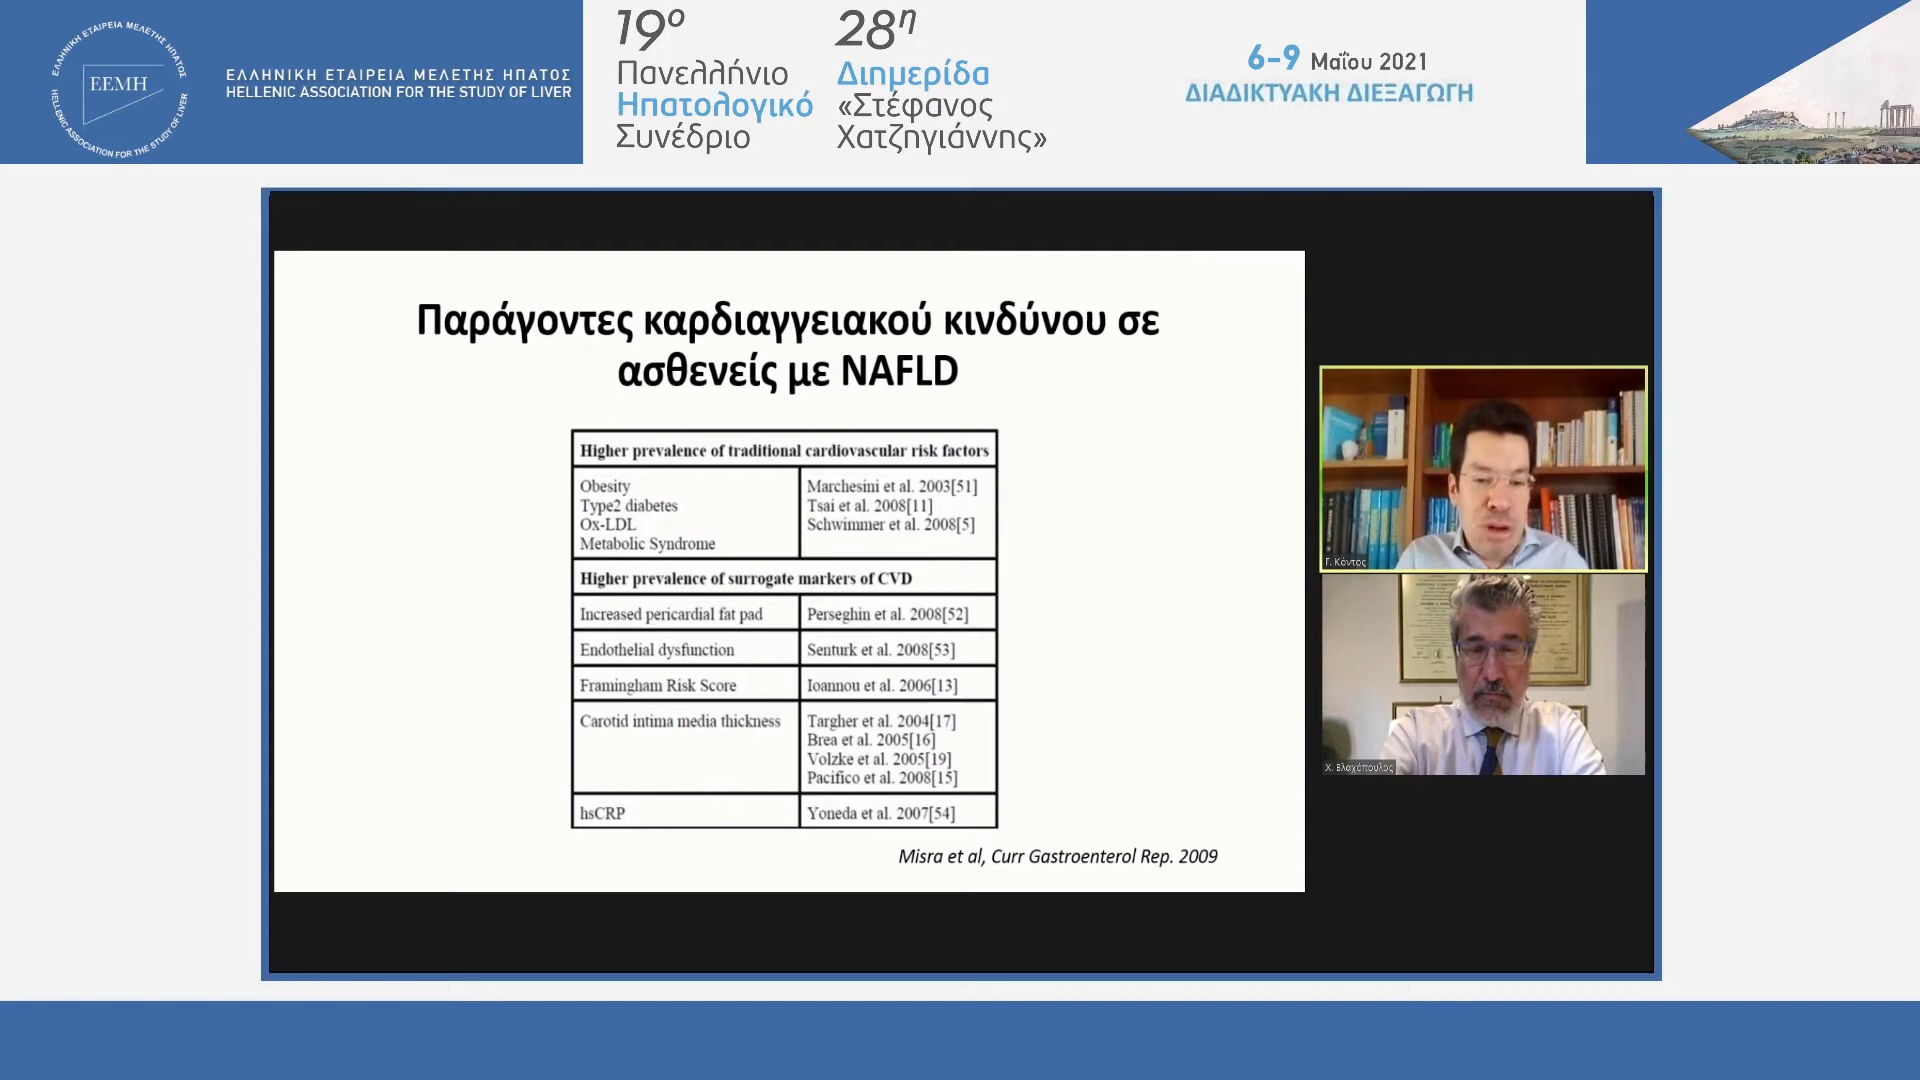 ΕΛΛΗΝΙΚΗ ΕΤΑΙΡΕΙΑ ΜΕΛΕΤΗΣ ΗΠΑΤΟΣ
ΕΕΜΗ
HELLENIC ASSOCIATION FOR THE STUDY OF LIVER
ΕΛΛΗΝΙΚΗ ΕΤΑΙΡΕΙΑ ΜΕΛΕΤΗΣ ΗΠΑΤΟΣ
HELLENIC ASSOCIATION FOR THE STUDY OF LIVER
19ο
Πανελλήνιο
Ηπατολογικό
Συνέδριο
28η
Διημερίδα
«Στέφανος
Χατζηγιάννης»
6-9 Μαΐου 2021
ΔΙΑΔΙΚΤΥΑΚΗ ΔΙΕΞΑΓΩΓΗ
Παράγοντες καρδιαγγειακού κινδύνου σε
ασθενείς με NAFLD
Higher prevalence of traditional cardiovascular risk factors
Obesity Marchesini et al. 2003[51]
Type2 diabetes Tsai et al. 2008[11]
Ox-LDL Schwimmer et al. 2008[5]
Metabolic Syndrome
Higher prevalence of surrogate markers of CVD
Increased pericardial fat pad Perseghin et al. 2008[52]
Endothelial dysfunction Senturk et al. 2008[53]
Framingham Risk Score Ioannou et al. 2006[13]
Carotid intima media thickness Targher et al. 2004[17]
Brea et al. 2005[16]
Volzke et al. 2005[19]
Pacifico et al. 2008[15]
hsCRP Yoneda et al. 2007[54]
Misra et al, Curr Gastroenterol Rep. 2009
Γ. Κόντος
Χ. Βλαχόπουλος